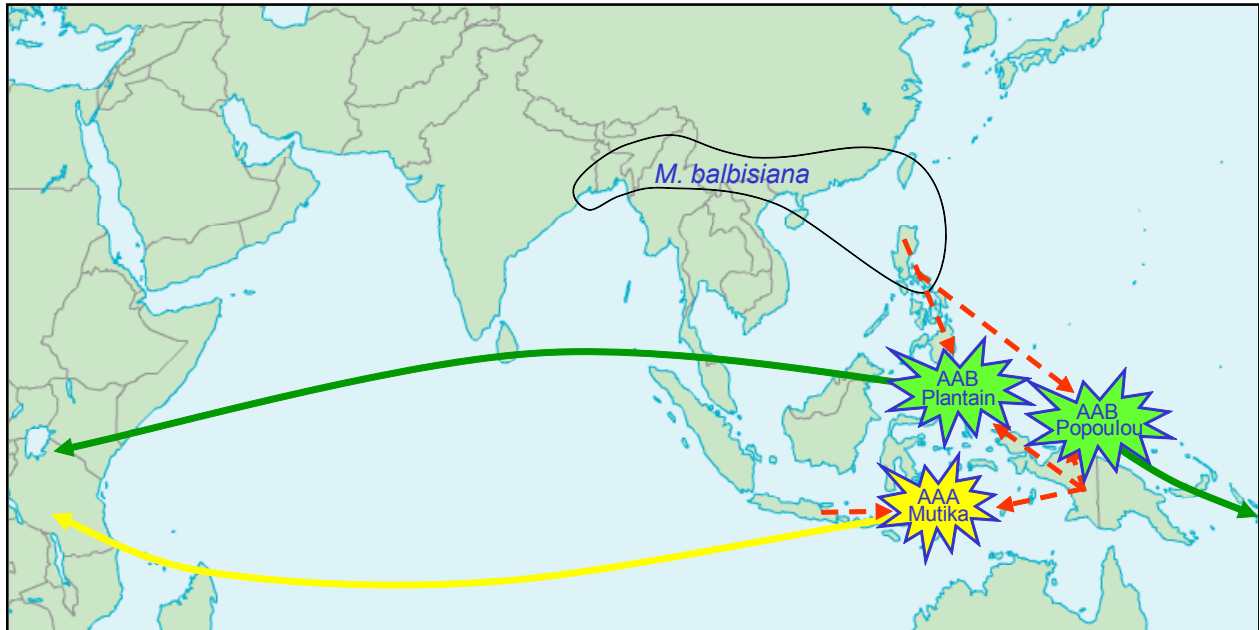 M. balbisiana
AAB
Plantain
AAB
Popoulou
AAA
Mutika